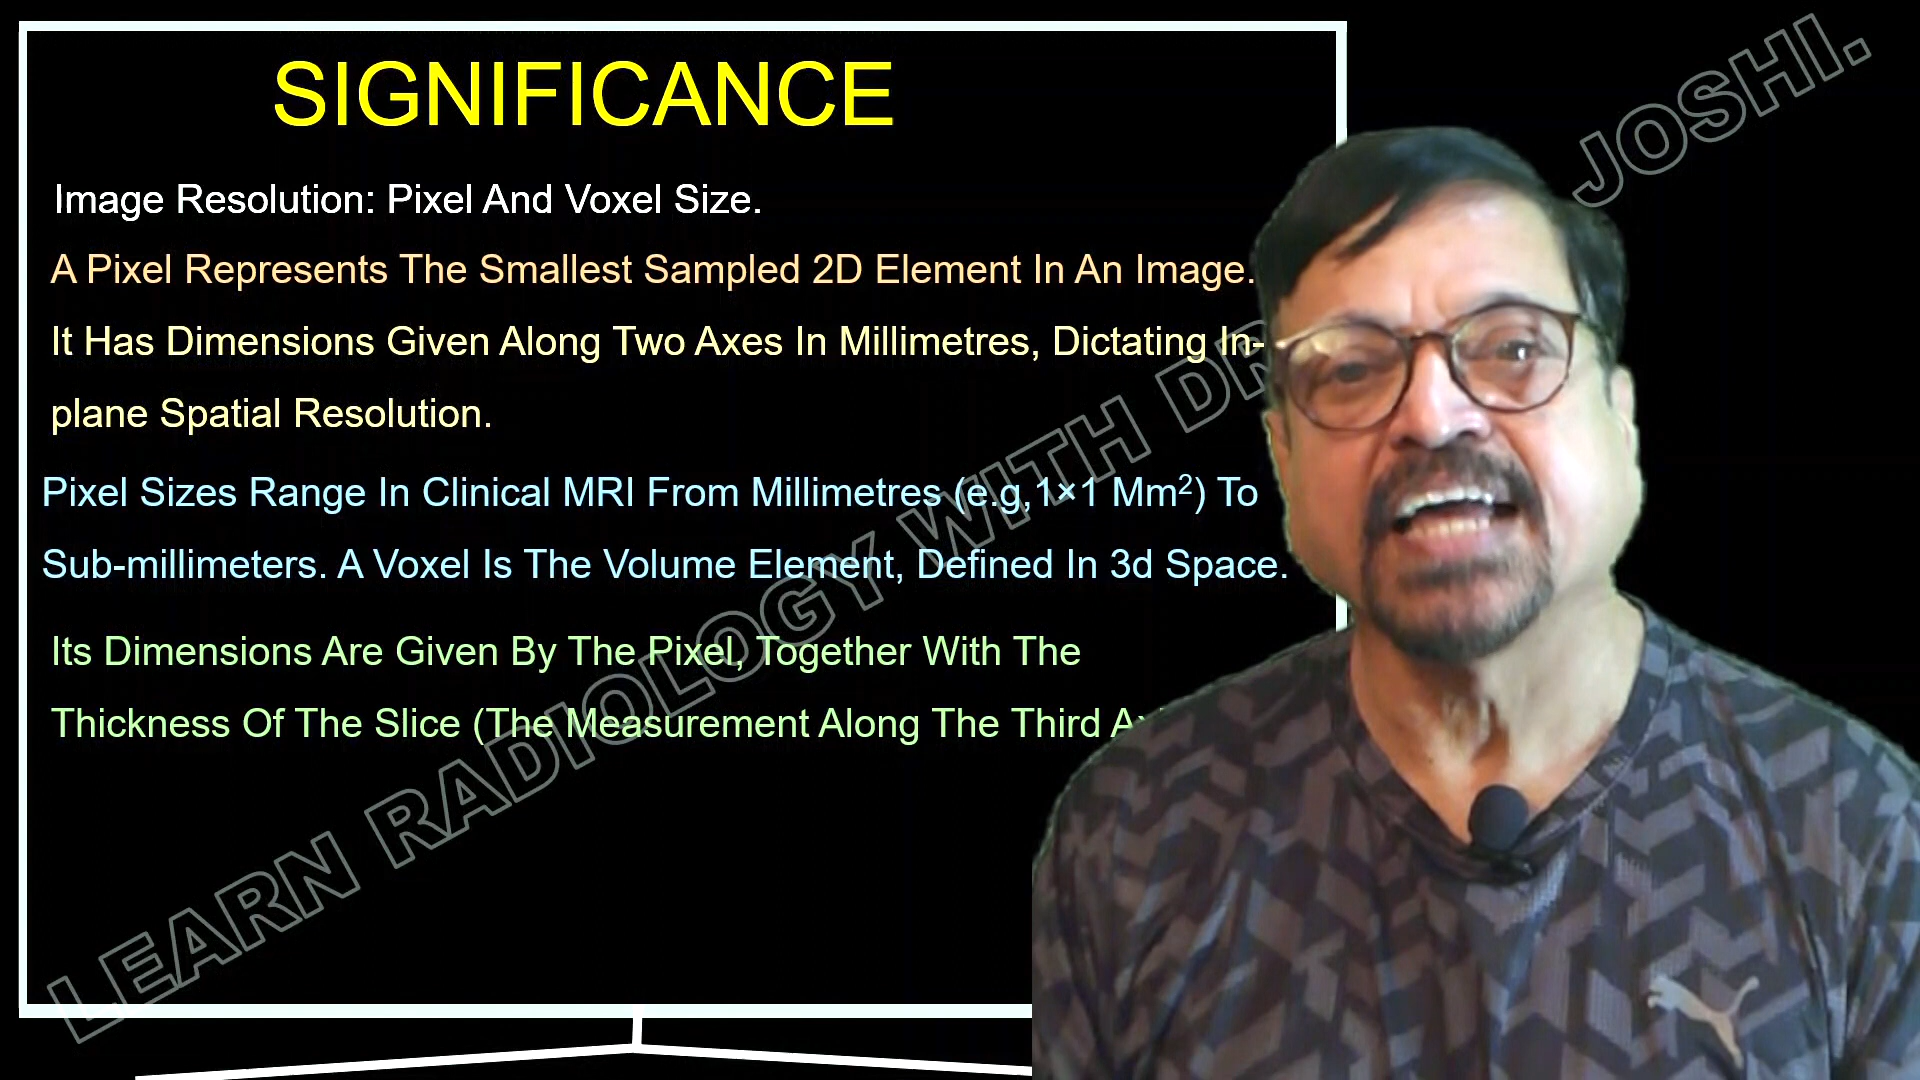 SIGNIFICANCE
Image Resolution: Pixel And Voxel Size.
A Pixel Represents The Smallest Sampled 2D Element In An Image.
It Has Dimensions Given Along Two Axes In Millimetres, Dictating In-
plane Spatial Resolution.
Pixel Sizes Range In Clinical MRI From Millimetres (e.g,1×1 Mm²) To
Sub-millimeters. A Voxel Is The Volume Element, Defined In 3d Space.
Its Dimensions Are Given By The Pixel, Together With The
Thickness Of The Slice (The Measurement Along The Third
LEARN RADIOLOGY WITH DR JOSHI.